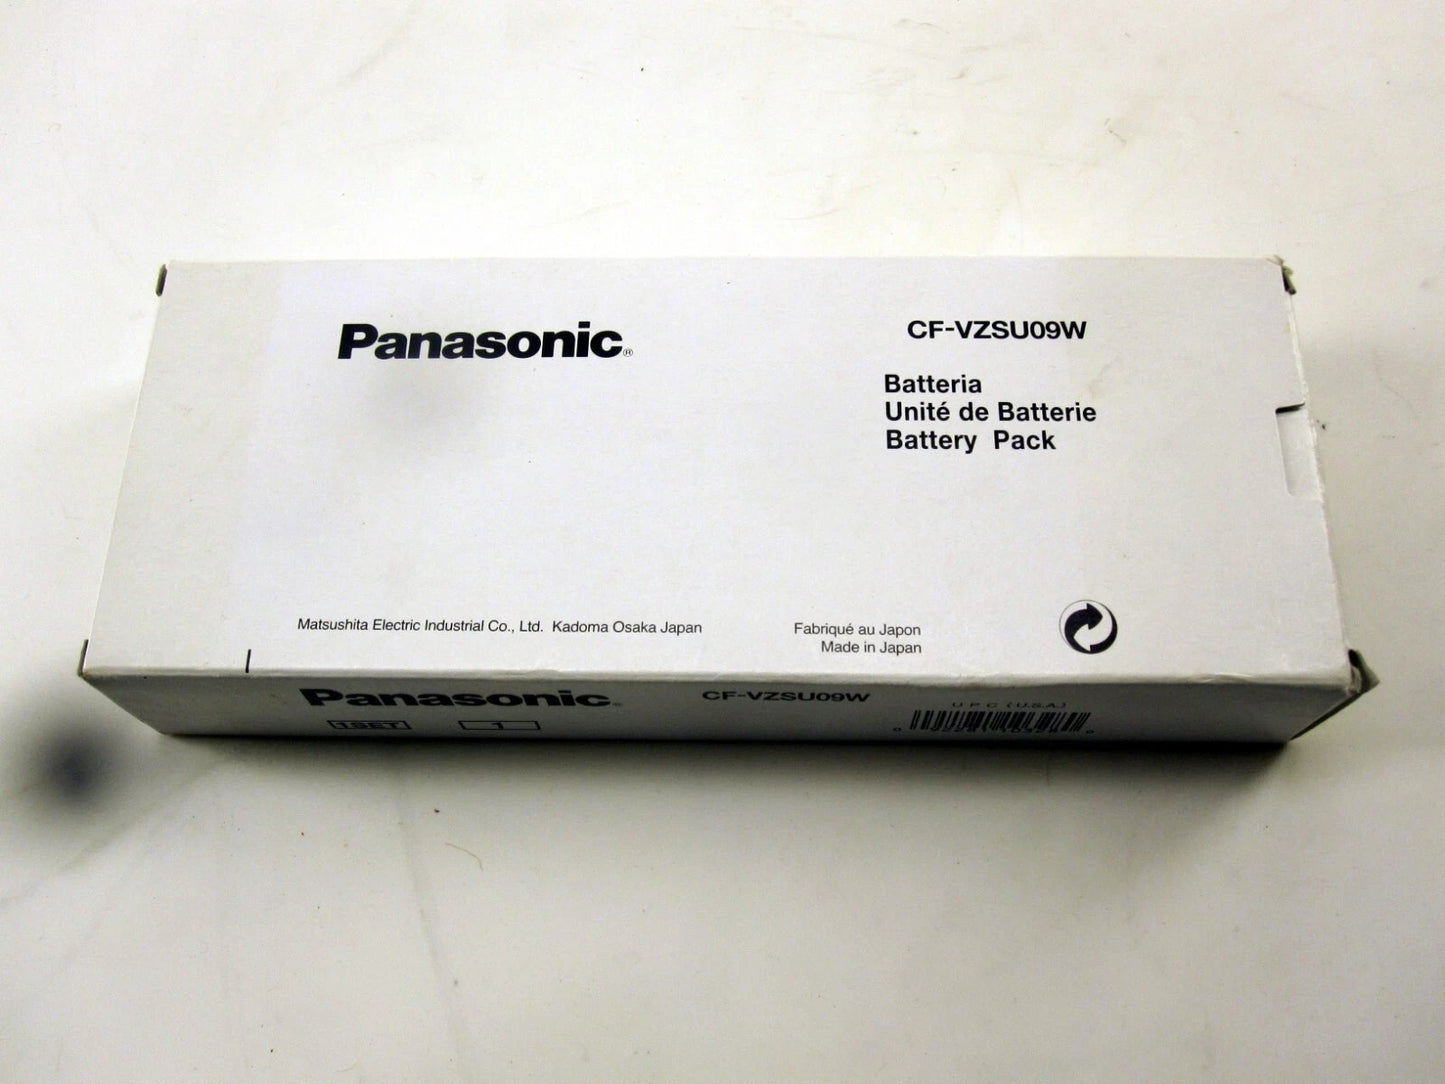 Panasonic®
CF-VZSU09W
Batteria
Unité de Batterie
Battery Pack
Matsushita Electric Industrial Co., Ltd. Kadoma Osaka Japan
Fabriqué au Japon
Made in Japan
Panasonic®
CF-VZSU09W
1SET
1
UPC (U.S.A.)